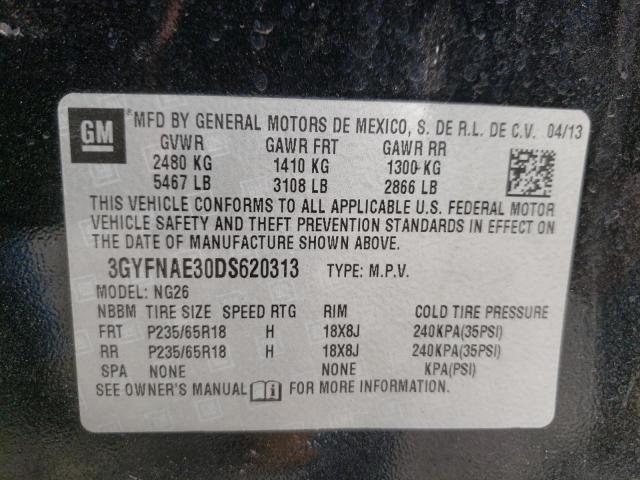 GM *MFD BY GENERAL MOTORS DE MEXICO, S. DE R.L. DE C.V. 04/13
GVWR GAWR FRT GAWR RR
2480 KG 1410 KG 1300 KG
5467 LB 3108 LB 2866 LB
THIS VEHICLE CONFORMS TO ALL APPLICABLE U.S. FEDERAL MOTOR
VEHICLE SAFETY AND THEFT PREVENTION STANDARDS IN EFFECT ON
THE DATE OF MANUFACTURE SHOWN ABOVE.
3GYFNAE30DS620313 TYPE: M.P.V.
MODEL: NG26
NBBM TIRE SIZE SPEED RTG RIM COLD TIRE PRESSURE
FRT P235/65R18 H 18X8J 240KPA(35PSI)
RR P235/65R18 H 18X8J 240KPA(35PSI)
SPA NONE NONE KPA(PSI)
SEE OWNER'S MANUAL FOR MORE INFORMATION